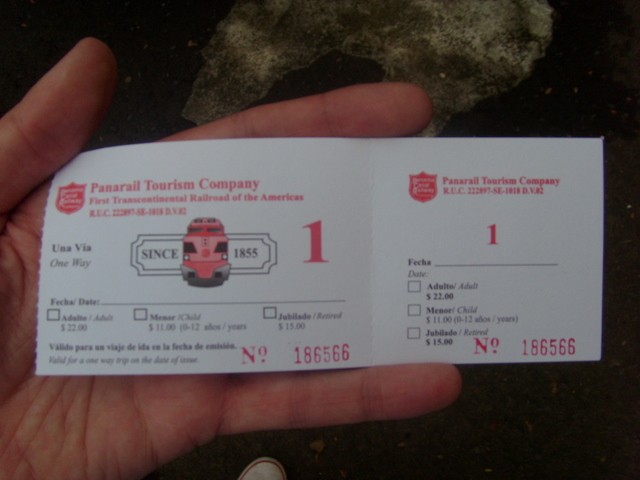 Panarail Tourism Company
First Transcontinental Railroad of the Americas
R.U.C. 222897-SE-1018 D.V.02
Una Vía
One Way
SINCE 1855
1
Fecha/ Date:
Adulto/ Adult
$ 22.00
Menor/ Child
$ 11.00 (0-12 años / years
Jubilado / Retired
$ 15.00
Válido para un viaje de ida en la fecha de emisión.
Valid for a one way trip on the date of issue.
Nº 186566
Panarail Tourism Company
R.U.C. 222897-SE-1018 D.V.02
1
Fecha
Date:
Adulto/ Adult
$ 22.00
Menor/ Child
$ 11.00 (0-12 años / years)
Jubilado / Retired
$ 15.00
Nº 186566